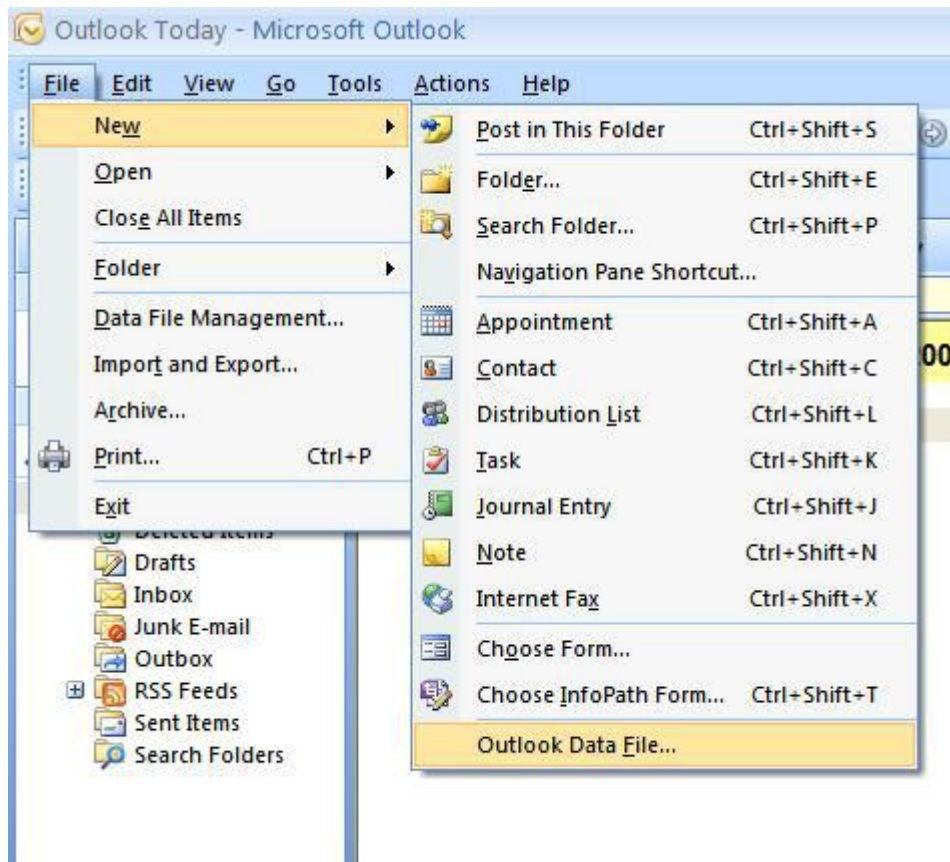 Outlook Today - Microsoft Outlook
File Edit View Go Tools Actions Help
New
Open
Close All Items
Folder
Data File Management...
Import and Export...
Archive...
Print... Ctrl+P
Exit
Post in This Folder Ctrl+Shift+S
Folder... Ctrl+Shift+E
Search Folder... Ctrl+Shift+P
Navigation Pane Shortcut...
Appointment Ctrl+Shift+A
Contact Ctrl+Shift+C
Distribution List Ctrl+Shift+L
Task Ctrl+Shift+K
Journal Entry Ctrl+Shift+J
Note Ctrl+Shift+N
Internet Fax Ctrl+Shift+X
Choose Form...
Choose InfoPath Form... Ctrl+Shift+T
Outlook Data File...
00
Deleted Items
Drafts
Inbox
Junk E-mail
Outbox
RSS Feeds
Sent Items
Search Folders